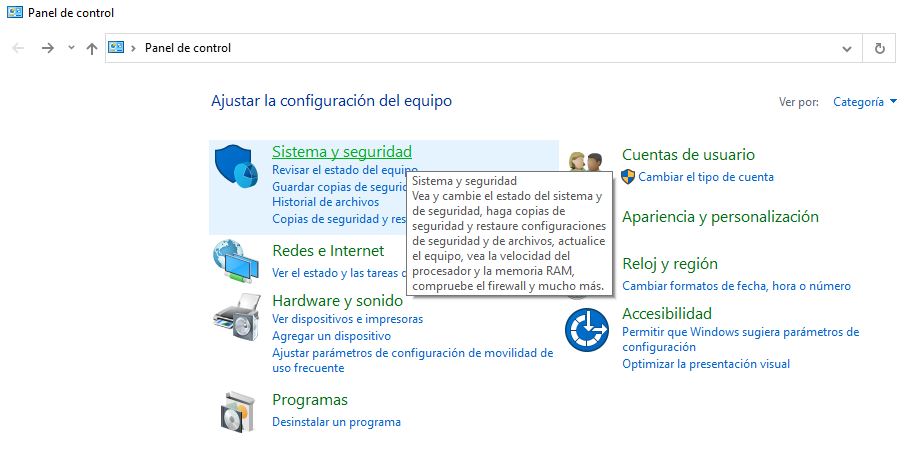 Panel de control
Panel de control
Ajustar la configuración del equipo
Ver por: Categoría
Sistema y seguridad
Revisar el estado del equipo
Guardar copias de
Historial de archivos
Copias de seguridad y
Sistema y seguridad
Vea y cambie el estado del sistema y
de seguridad, haga copias de
seguridad y restaure configuraciones
de seguridad y de archivos, actualice
el equipo, vea la velocidad del
procesador y la memoria RAM,
compruebe el firewall y mucho más.
Redes e Internet
Ver el estado y las tareas
Hardware y sonido
Ver dispositivos e impresoras
Agregar un dispositivo
Ajustar parámetros de configuración de movilidad de
uso frecuente
Programas
Desinstalar un programa
Cuentas de usuario
Cambiar el tipo de cuenta
Apariencia y personalización
Reloj y región
Cambiar formatos de fecha, hora o número
Accesibilidad
Permitir que Windows sugiera parámetros de
configuración
Optimizar la presentación visual